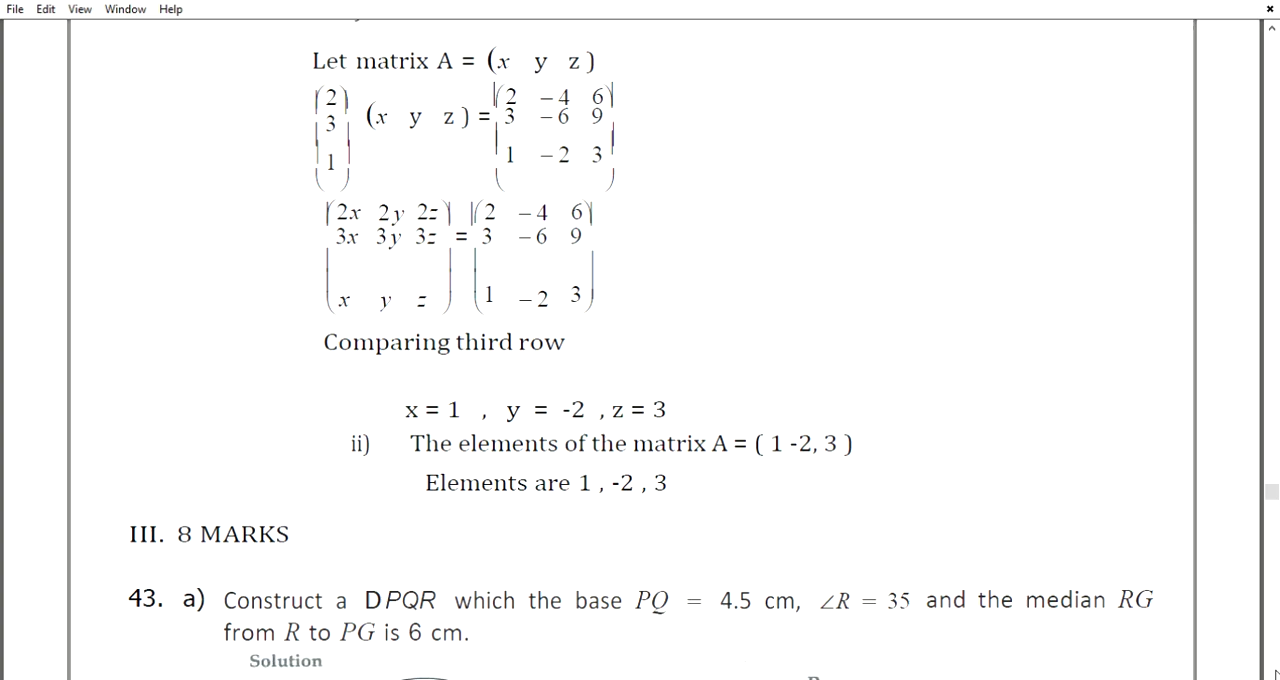 File Edit View Window Help
Let matrix A = (x y z)
(2 3 1) (x y z) = (2 −4 6
3 −6 9
1 −2 3)
(2x 2y 2z
3x 3y 3z
x y z) = (2 −4 6
3 −6 9
1 −2 3)
Comparing third row
x = 1 , y = -2 , z = 3
ii) The elements of the matrix A = ( 1 -2, 3 )
Elements are 1 , -2 , 3
III. 8 MARKS
43. a) Construct a DPQR which the base PQ = 4.5 cm, ∠R = 35 and the median RG
from R to PG is 6 cm.
Solution